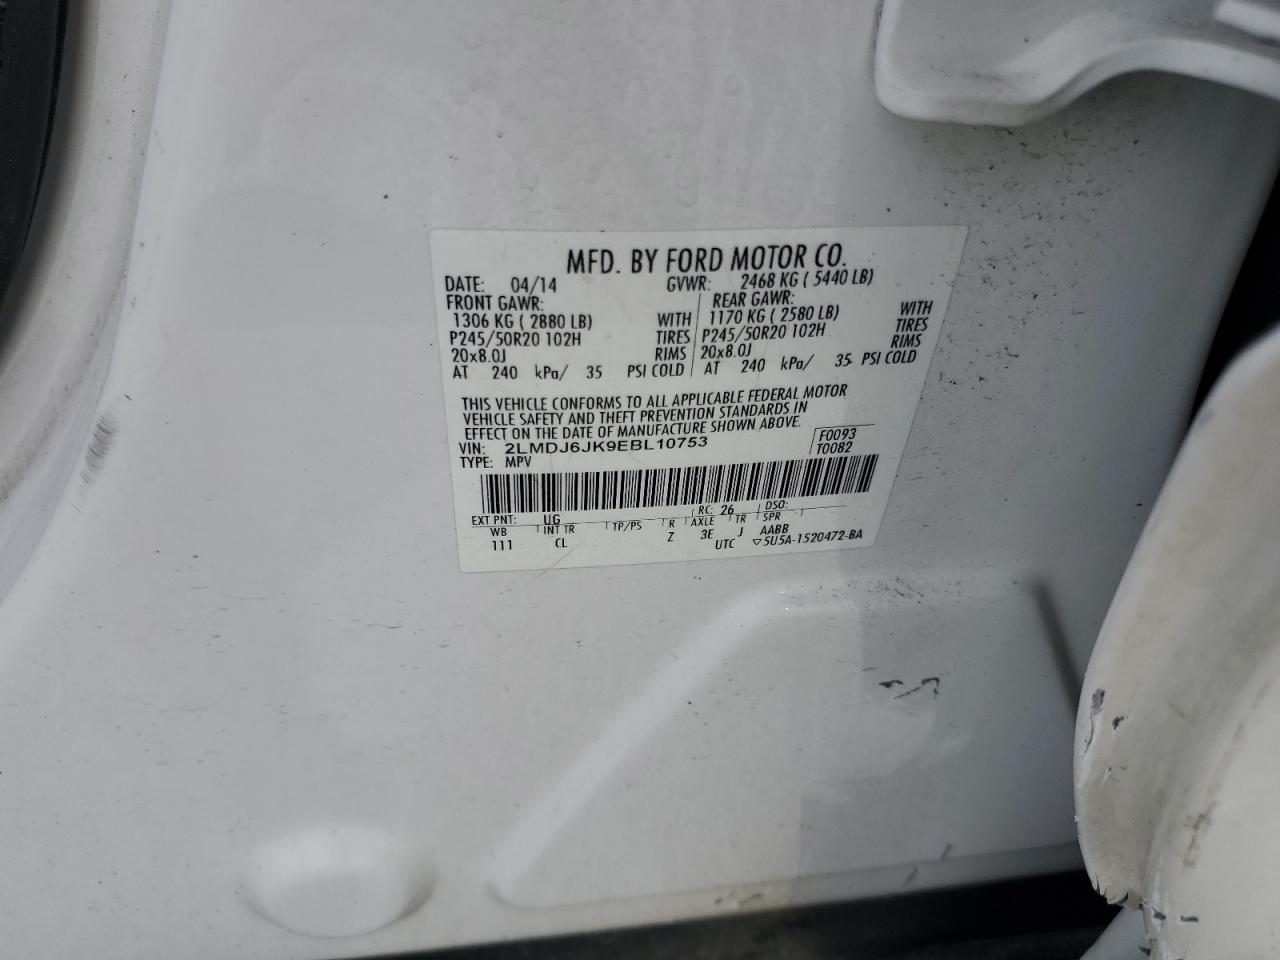 MFD. BY FORD MOTOR CO.
DATE: 04/14 GVWR: 2468 KG ( 5440 LB)
FRONT GAWR: REAR GAWR:
1306 KG ( 2880 LB) WITH 1170 KG ( 2580 LB) WITH
P245/50R20 102H TIRES P245/50R20 102H TIRES
20x8.0J RIMS 20x8.0J RIMS
AT 240 kPa/ 35 PSI COLD AT 240 kPa/ 35 PSI COLD
THIS VEHICLE CONFORMS TO ALL APPLICABLE FEDERAL MOTOR
VEHICLE SAFETY AND THEFT PREVENTION STANDARDS IN
EFFECT ON THE DATE OF MANUFACTURE SHOWN ABOVE.
VIN: 2LMDJ6JK9EBL10753 F0093
TYPE: MPV T0082
EXT PNT: UG RC: 26 DSO:
WB INT TR TP/PS R AXLE TR SPR
111 CL Z 3E J AABB
UTC ▽5U5A-1520472-BA